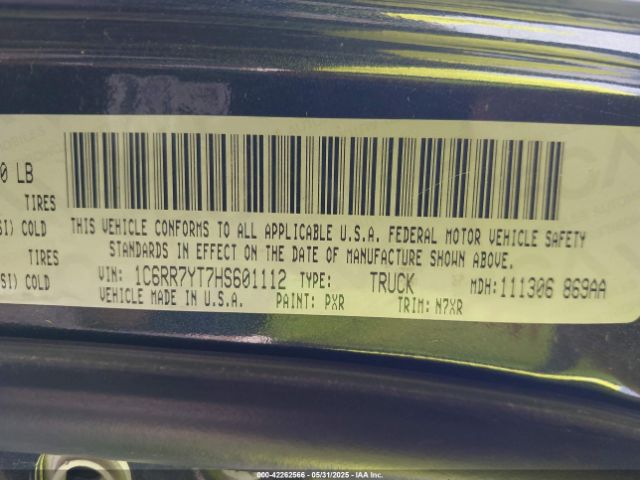 0 LB
TIRES
SI) COLD
TIRES
SI) COLD
THIS VEHICLE CONFORMS TO ALL APPLICABLE U.S.A. FEDERAL MOTOR VEHICLE SAFETY
STANDARDS IN EFFECT ON THE DATE OF MANUFACTURE SHOWN ABOVE.
VIN: 1C6RR7YT7HS601112 TYPE: TRUCK MDH: 111306 869AA
VEHICLE MADE IN U.S.A. PAINT: PXR TRIM: N7XR
000-42262566 - 05/31/2025 - IAA Inc.